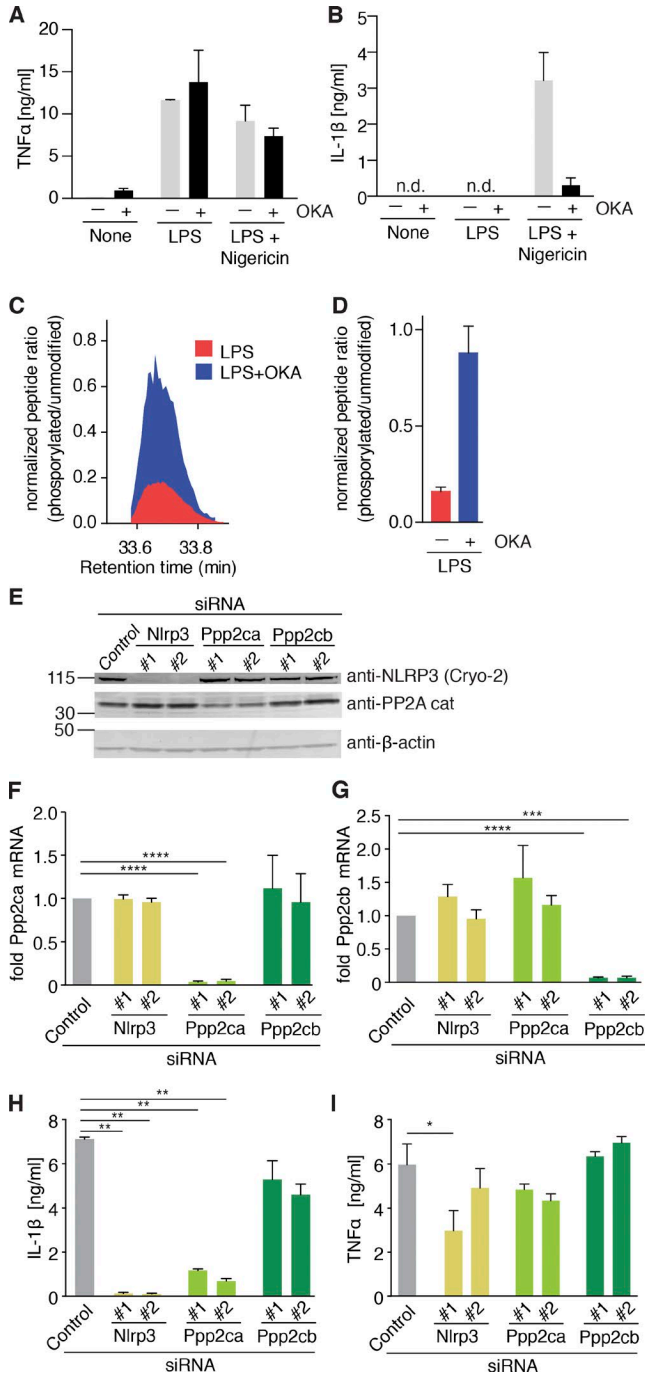 A
TNFα [ng/ml]
20
15
10
5
0
− + − + − + OKA
None LPS LPS + Nigericin
B
IL-1β [ng/ml]
5
4
3
2
1
0
n.d. n.d.
− + − + − + OKA
None LPS LPS + Nigericin
C
normalized peptide ratio
(phosporylated/unmodified)
0.8
0.6
0.4
0.2
0.0
LPS
LPS+OKA
33.6 33.8
Retention time (min)
D
normalized peptide ratio
(phosporylated/unmodified)
1.0
0.5
0.0
− + OKA
LPS
E
siRNA
Control Nlrp3 Ppp2ca Ppp2cb
#1 #2 #1 #2 #1 #2
115 anti-NLRP3 (Cryo-2)
30 anti-PP2A cat
50
anti-β-actin
F
fold Ppp2ca mRNA
2.0
1.5
1.0
0.5
0
****
****
Control #1 #2 #1 #2 #1 #2
Nlrp3 Ppp2ca Ppp2cb
siRNA
G
fold Ppp2cb mRNA
2.5
2.0
1.5
1.0
0.5
0
***
****
Control #1 #2 #1 #2 #1 #2
Nlrp3 Ppp2ca Ppp2cb
siRNA
H
IL-1β [ng/ml]
8
6
4
2
0
**
**
**
**
Control #1 #2 #1 #2 #1 #2
Nlrp3 Ppp2ca Ppp2cb
siRNA
I
TNFα [ng/ml]
8
6
4
2
0
*
Control #1 #2 #1 #2 #1 #2
Nlrp3 Ppp2ca Ppp2cb
siRNA